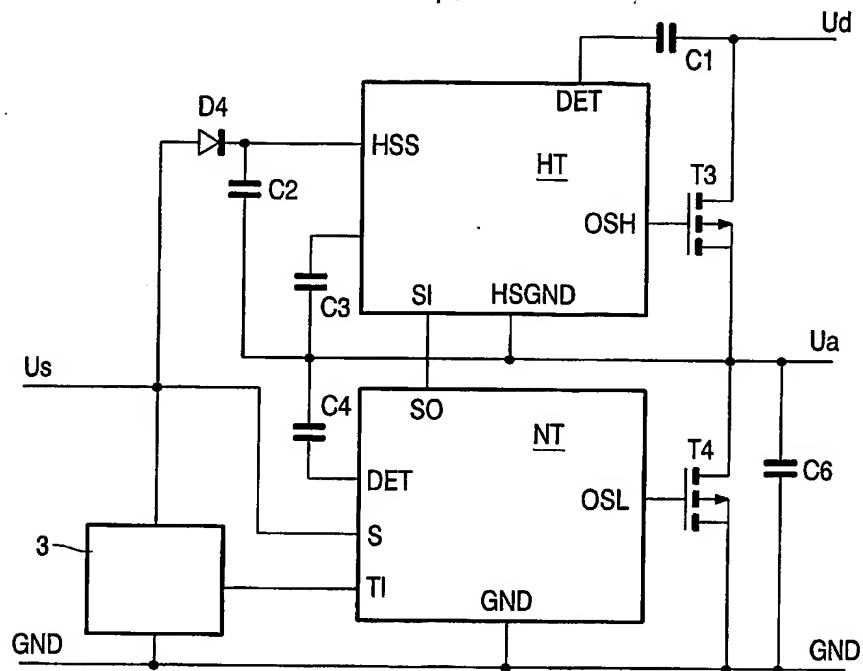 Ud
C1
DET
D4
HSS
HT
T3
C2
OSH
C3
SI
HSGND
Ua
Us
C4
SO
NT
T4
DET
OSL
C6
S
3
TI
GND
GND
GND